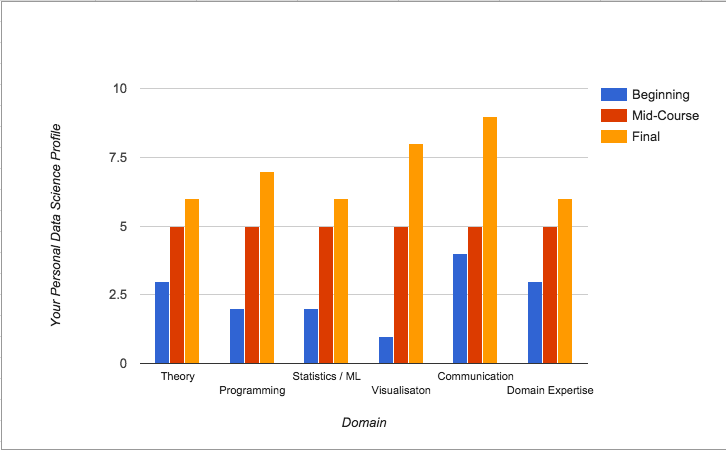 10
7.5
5
2.5
0
Your Personal Data Science Profile
Beginning
Mid-Course
Final
Theory
Programming
Statistics / ML
Visualisaton
Communication
Domain Expertise
Domain